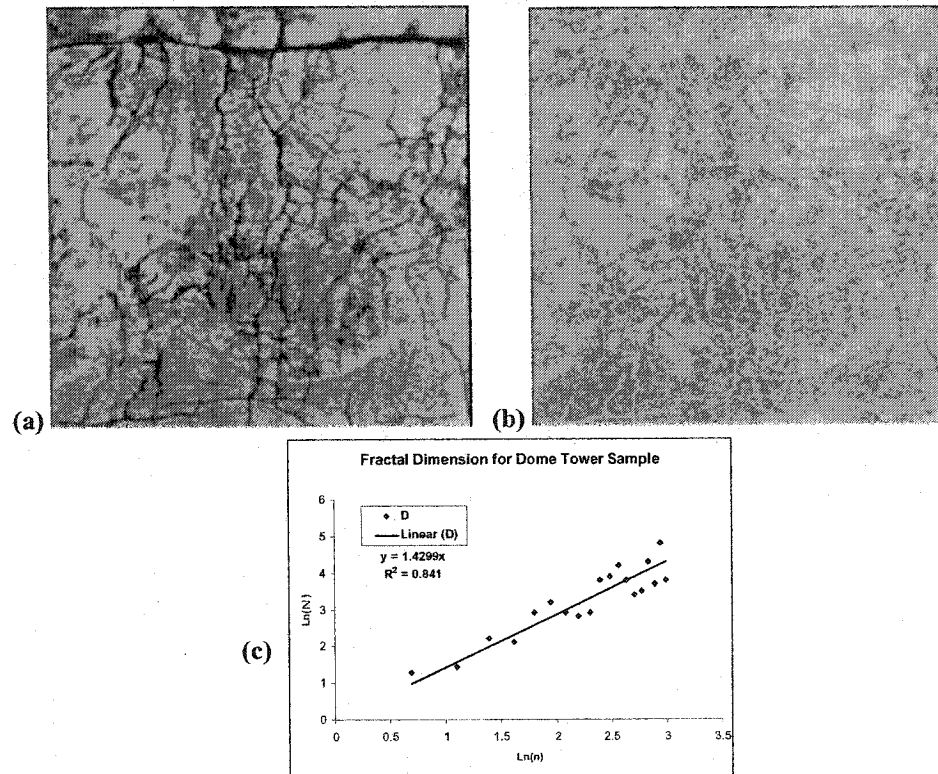 (a)
(b)
Fractal Dimension for Dome Tower Sample
D
Linear (D)
y = 1.4299x
R² = 0.841
Ln(N)
6
5
4
3
2
1
0
0 0.5 1 1.5 2 2.5 3 3.5
Ln(n)
(c)